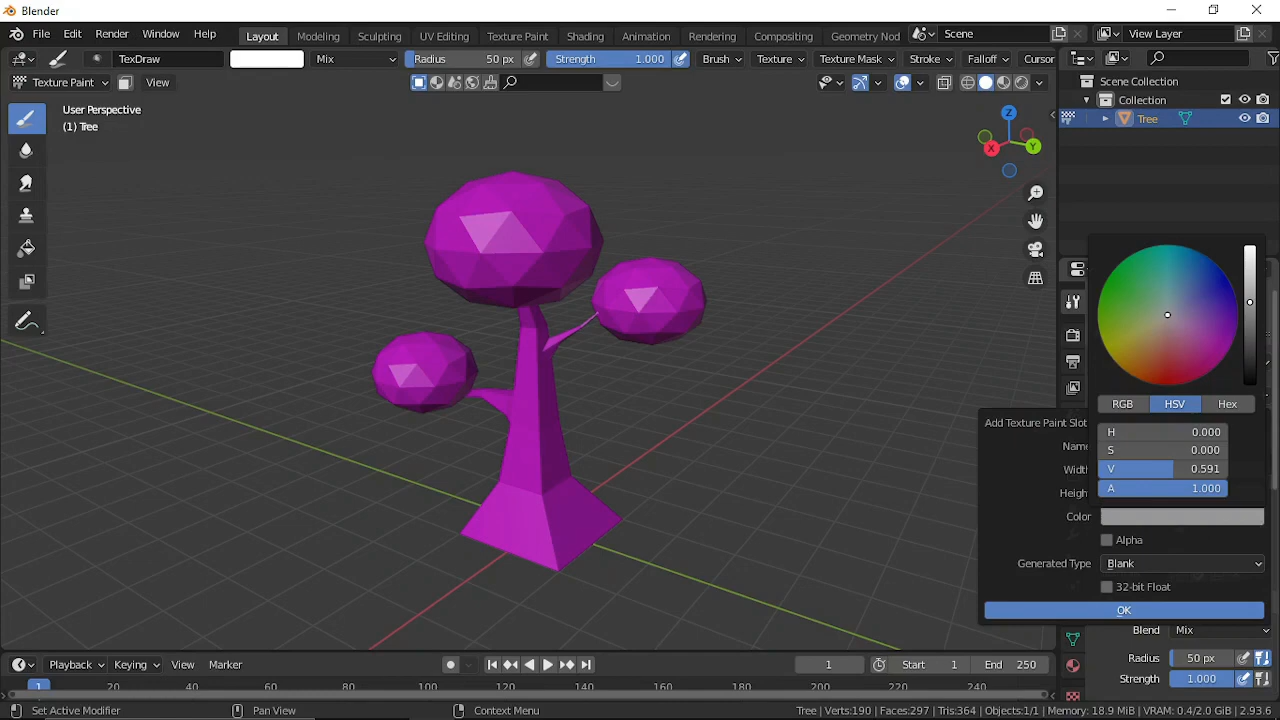 Blender
File Edit Render Window Help Layout Modeling Sculpting UV Editing Texture Paint Shading Animation Rendering Compositing Geometry Nod Scene View Layer
TexDraw Mix Radius 50 px Strength 1.000 Brush Texture Texture Mask Stroke Falloff Cursor
Texture Paint View
Scene Collection
User Perspective
(1) Tree
Collection
Tree
Z
X Y
RGB HSV Hex
Add Texture Paint Slot
H 0.000
Name
S 0.000
Width
V 0.591
Heigh
A 1.000
Color
Alpha
Generated Type Blank
32-bit Float
OK
Blend Mix
Radius 50 px
Strength 1.000
Playback Keying View Marker 1 Start 1 End 250
1 20 40 60 80 100 120 140 160 180 200 220 240
Set Active Modifier Pan View Context Menu Tree | Verts:190 | Faces:297 | Tris:364 | Objects:1/1 | Memory: 18.9 MiB | VRAM: 0.4/2.0 GiB | 2.93.6